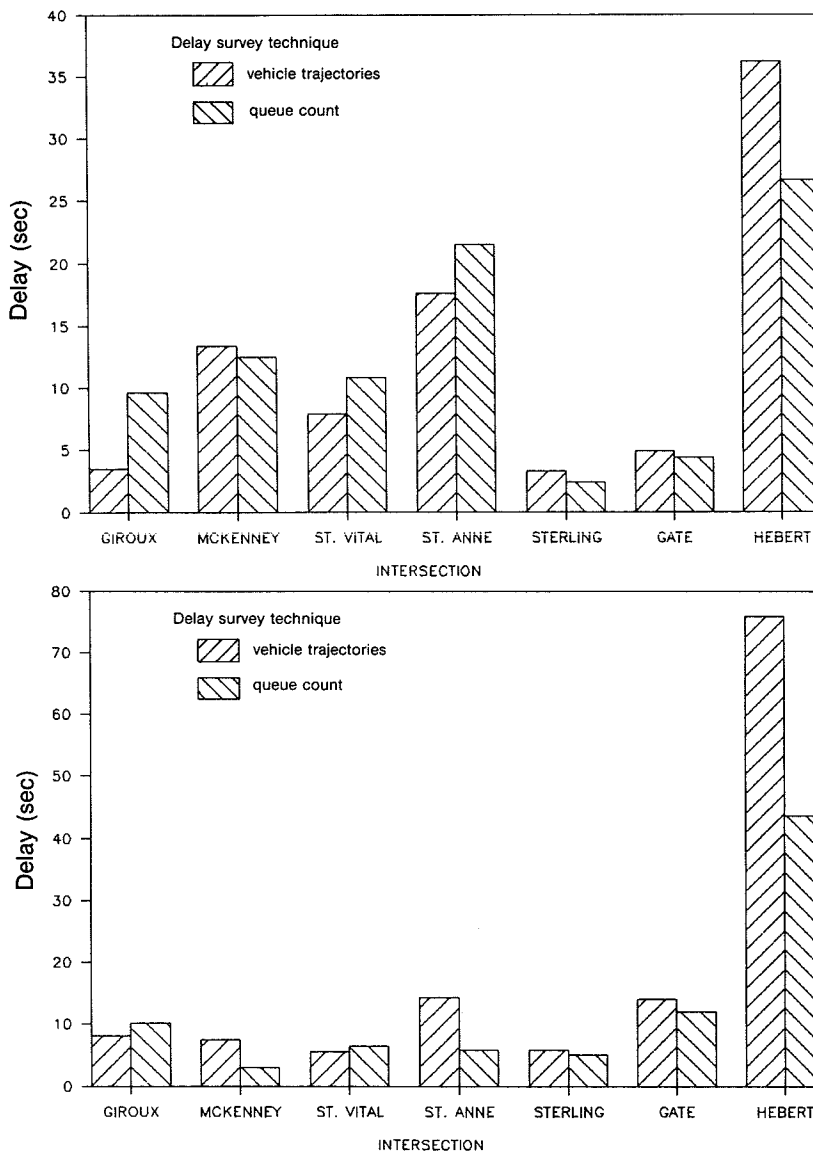 40
35
30
25
20
15
10
5
0
Delay (sec)
Delay survey technique
vehicle trajectories
queue count
GIROUX MCKENNEY ST. VITAL ST. ANNE STERLING GATE HEBERT
INTERSECTION
80
70
60
50
40
30
20
10
0
Delay (sec)
Delay survey technique
vehicle trajectories
queue count
GIROUX MCKENNEY ST. VITAL ST. ANNE STERLING GATE HEBERT
INTERSECTION